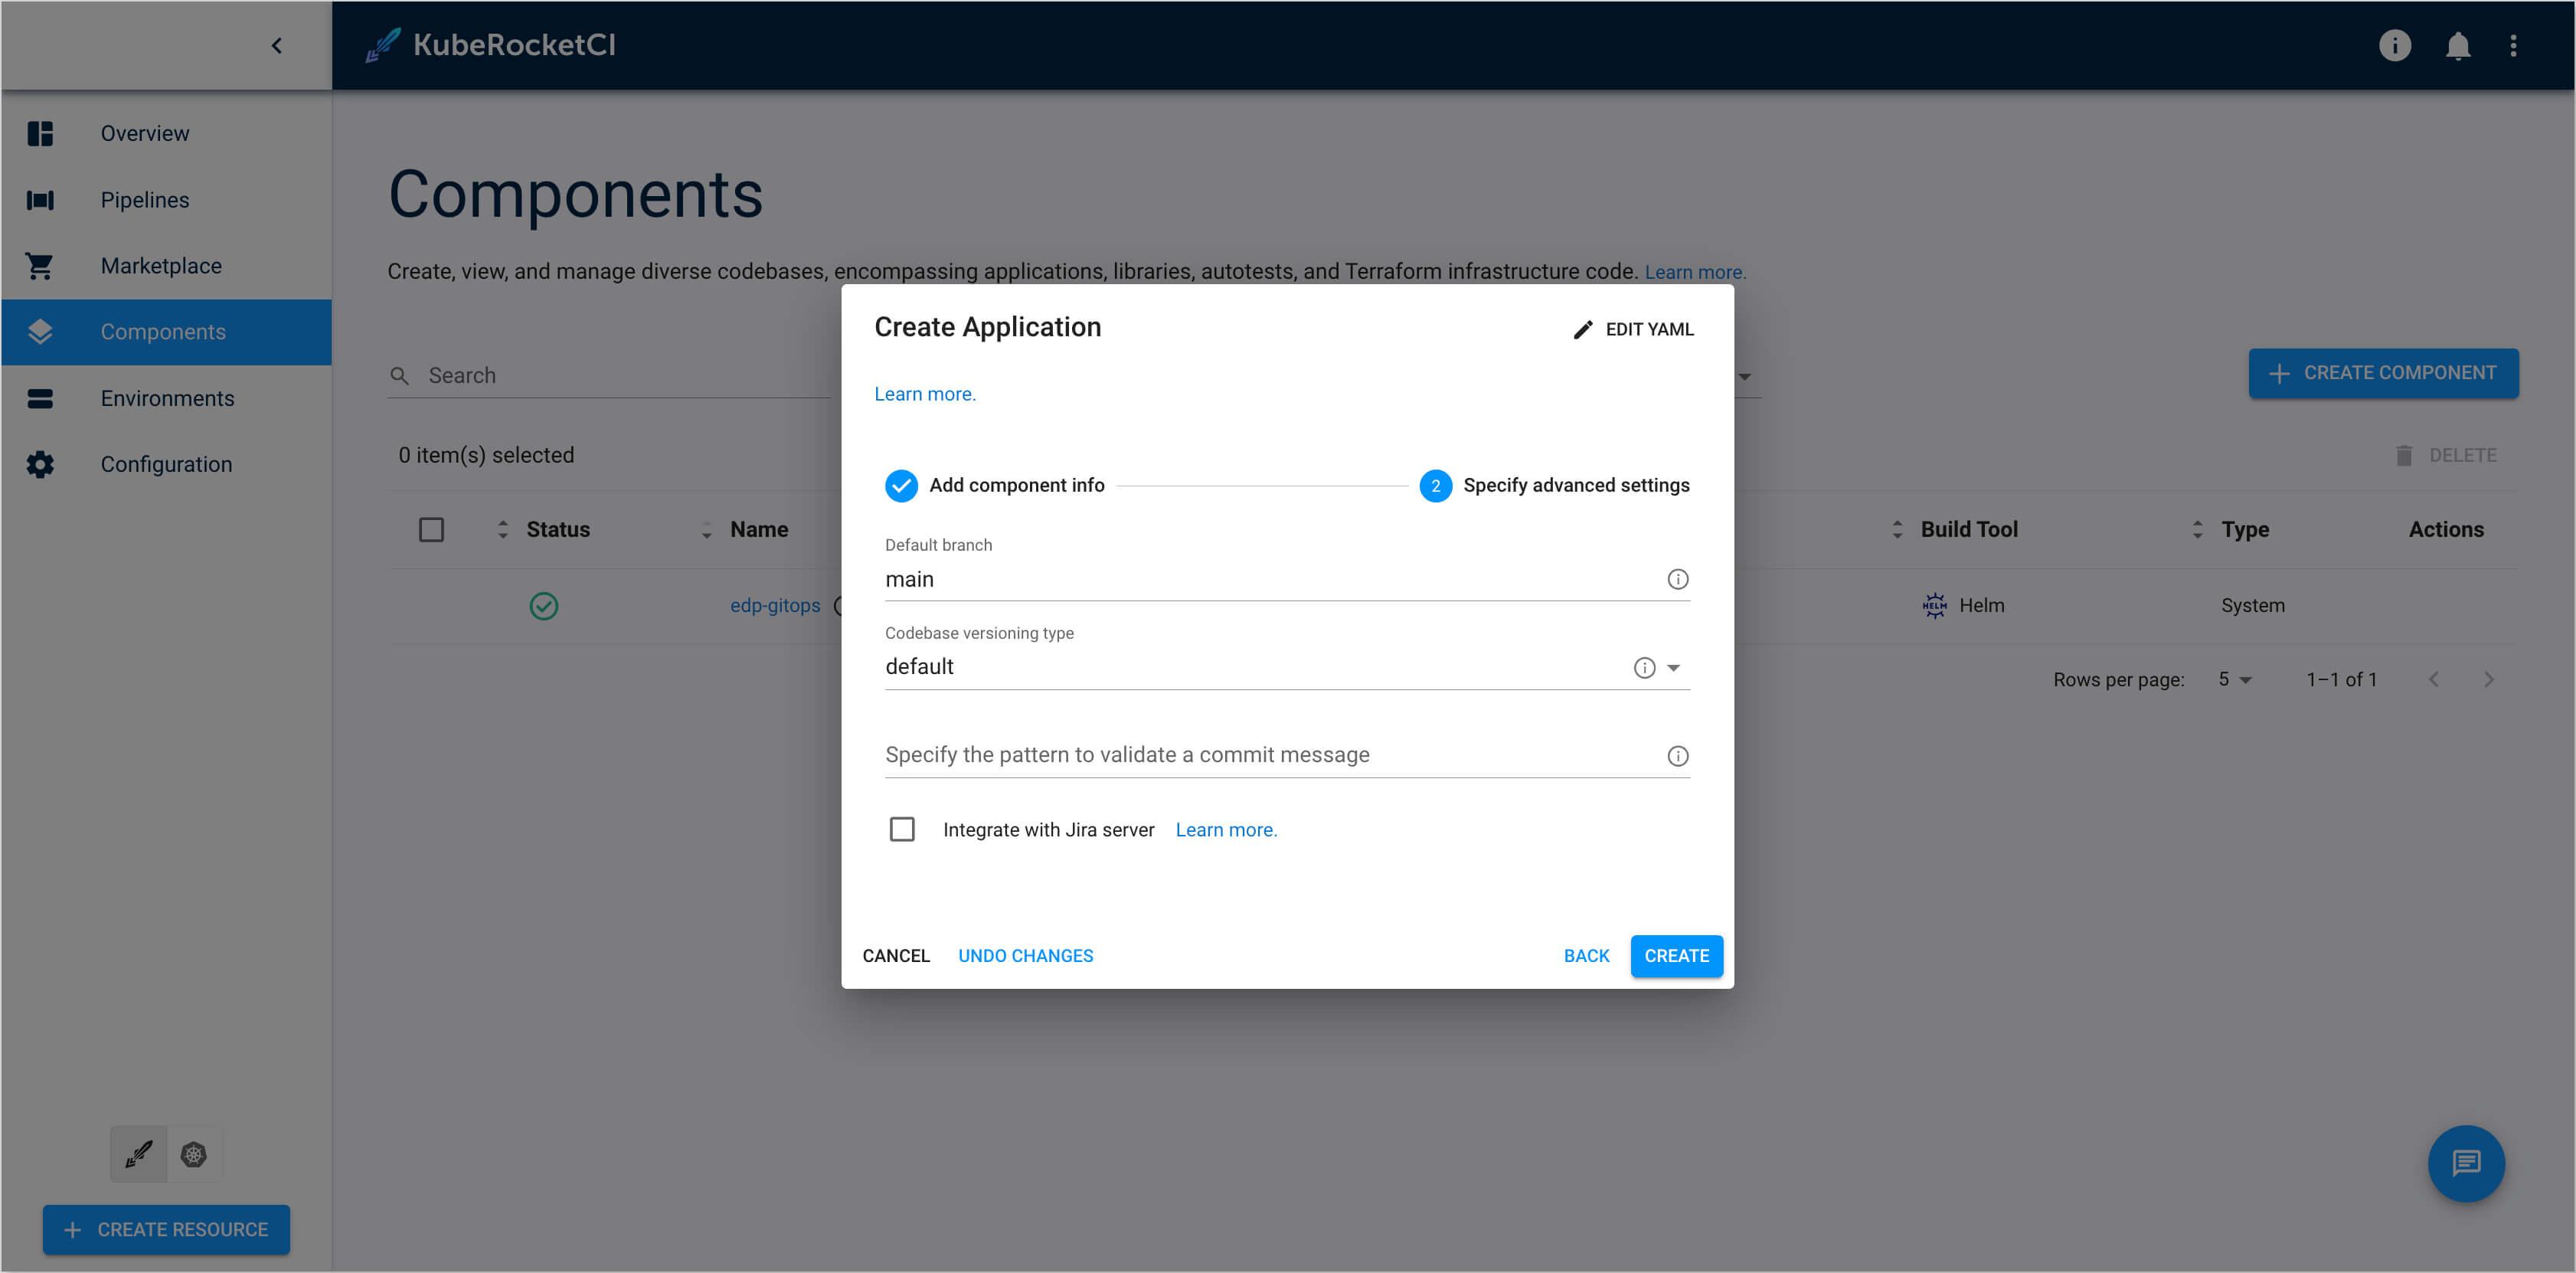 KubeRocketCI
Overview
Pipelines
Marketplace
Components
Environments
Configuration
CREATE RESOURCE
Components
Create, view, and manage diverse codebases, encompassing applications, libraries, autotests, and Terraform infrastructure code. Learn more.
Search
CREATE COMPONENT
0 item(s) selected
DELETE
Status Name Build Tool Type Actions
edp-gitops HELM Helm System
Rows per page: 5 1–1 of 1
Create Application
EDIT YAML
Learn more.
Add component info 2 Specify advanced settings
Default branch
main
Codebase versioning type
default
Specify the pattern to validate a commit message
Integrate with Jira server Learn more.
CANCEL UNDO CHANGES BACK CREATE